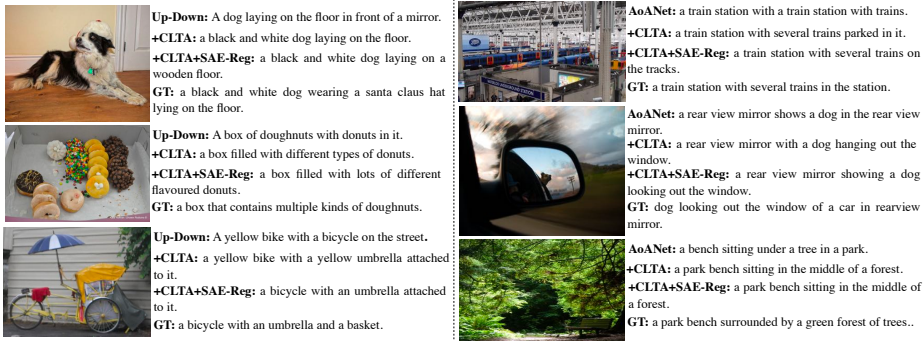 Up-Down: A dog laying on the floor in front of a mirror.
+CLTA: a black and white dog laying on the floor.
+CLTA+SAE-Reg: a black and white dog laying on a
wooden floor.
GT: a black and white dog wearing a santa claus hat
lying on the floor.
Up-Down: A box of doughnuts with donuts in it.
+CLTA: a box filled with different types of donuts.
+CLTA+SAE-Reg: a box filled with lots of different
flavoured donuts.
GT: a box that contains multiple kinds of doughnuts.
Up-Down: A yellow bike with a bicycle on the street.
+CLTA: a yellow bike with a yellow umbrella attached
to it.
+CLTA+SAE-Reg: a bicycle with an umbrella attached
to it.
GT: a bicycle with an umbrella and a basket.
AoANet: a train station with a train station with trains.
+CLTA: a train station with several trains parked in it.
+CLTA+SAE-Reg: a train station with several trains on
the tracks.
GT: a train station with several trains in the station.
AoANet: a rear view mirror shows a dog in the rear view
mirror.
+CLTA: a rear view mirror with a dog hanging out the
window.
+CLTA+SAE-Reg: a rear view mirror showing a dog
looking out the window.
GT: dog looking out the window of a car in rearview
mirror.
AoANet: a bench sitting under a tree in a park.
+CLTA: a park bench sitting in the middle of a forest.
+CLTA+SAE-Reg: a park bench sitting in the middle of
a forest.
GT: a park bench surrounded by a green forest of trees..